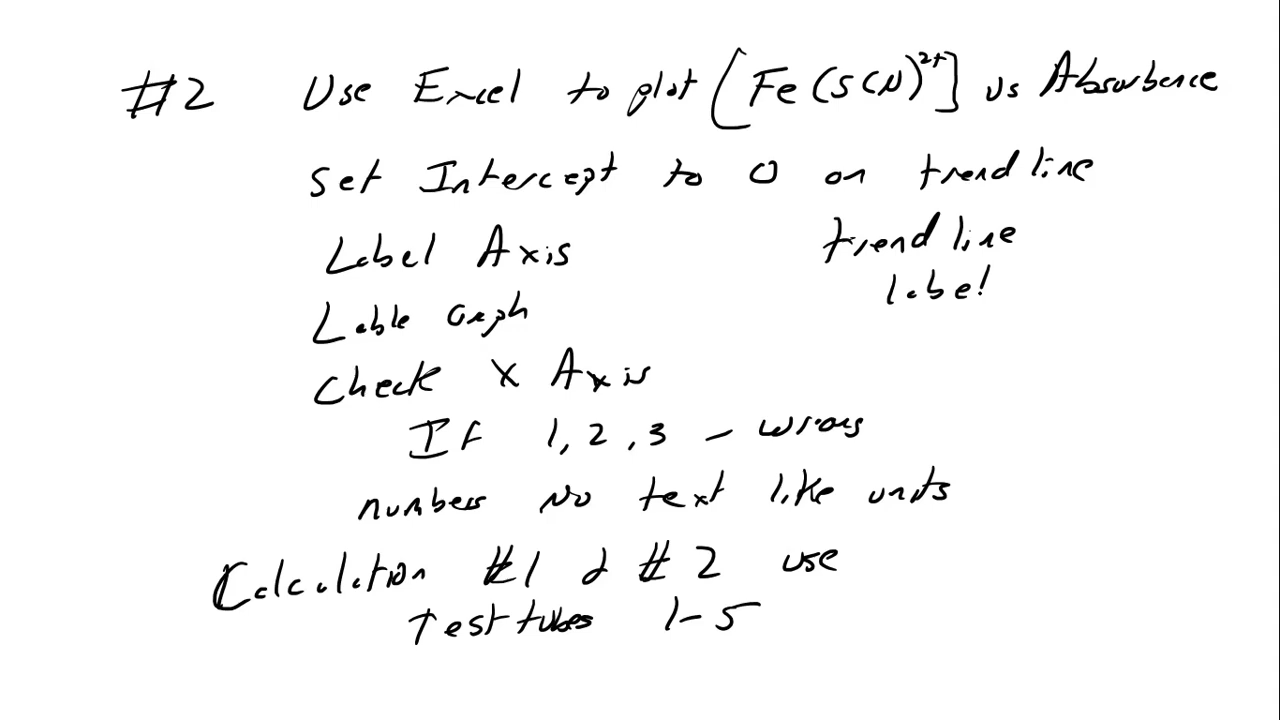 #2 Use Excel to plot [Fe(SCN)²⁺] vs Absorbence
set Intercept to 0 on trendline
Label Axis
trendline
label
Lable Graph
Check X Axis
If 1, 2, 3 - wrong
numbers No text like units
Calculation #1 & #2 use
Test tubes 1-5